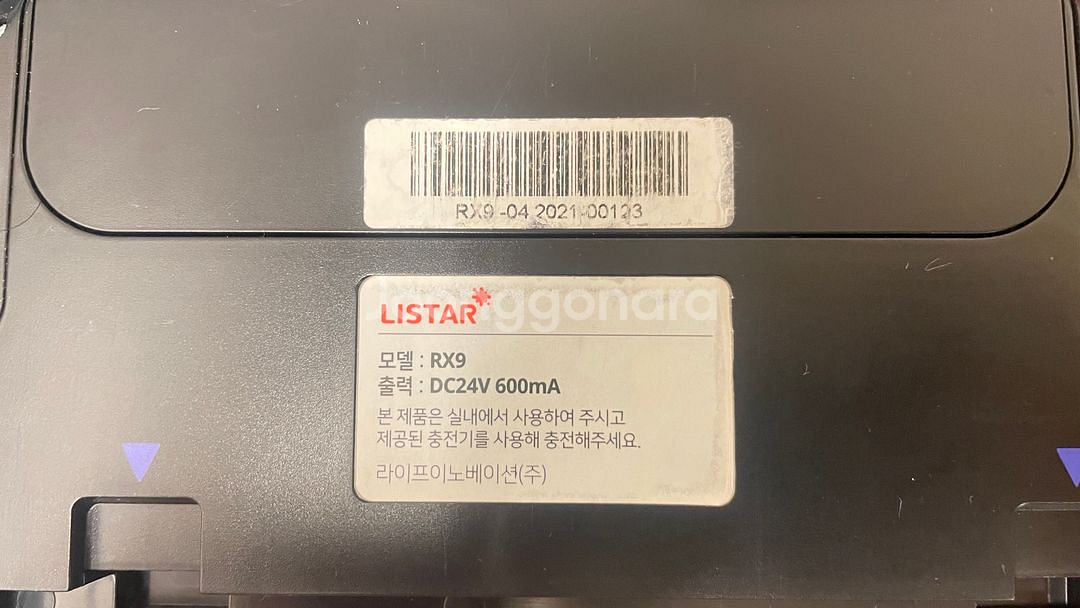 RX9 -04 2021-00123
Joonggonara
LISTAR
모델 : RX9
출력 : DC24V 600mA
본 제품은 실내에서 사용하여 주시고
제공된 충전기를 사용해 충전해주세요.
라이프이노베이션(주)